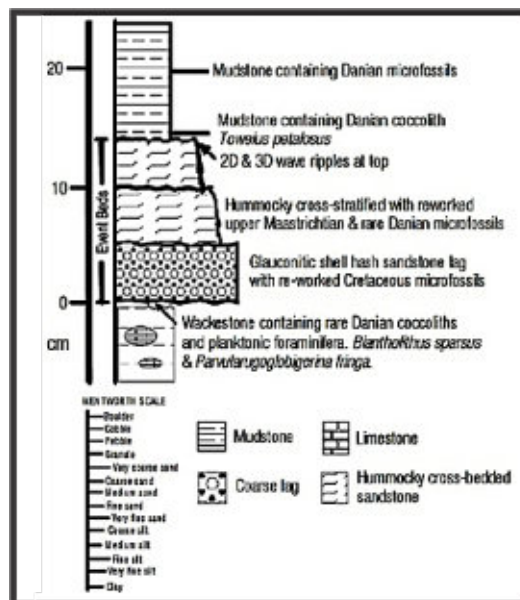 20
Mudstone containing Danian microfossils
Mudstone containing Danian coccolith
Toweius petalosus
2D & 3D wave ripples at top
Event Beds
10
Hummocky cross-stratified with reworked
upper Maastrichtian & rare Danian microfossils
Glauconitic shell hash sandstone lag
with re-worked Cretaceous microfossils
0
cm
Wackestone containing rare Danian coccoliths
and planktonic foraminifera.
& Parvularugoglobigerina fringa.
WENTWORTH SCALE
Boulder
Cobble
Pebble
Granule
Very coarse sand
Coarse sand
Medium sand
Fine sand
Very fine sand
Coarse silt
Medium silt
Fine silt
Very fine silt
Clay
Mudstone
Limestone
Coarse lag
Hummocky cross-bedded
sandstone